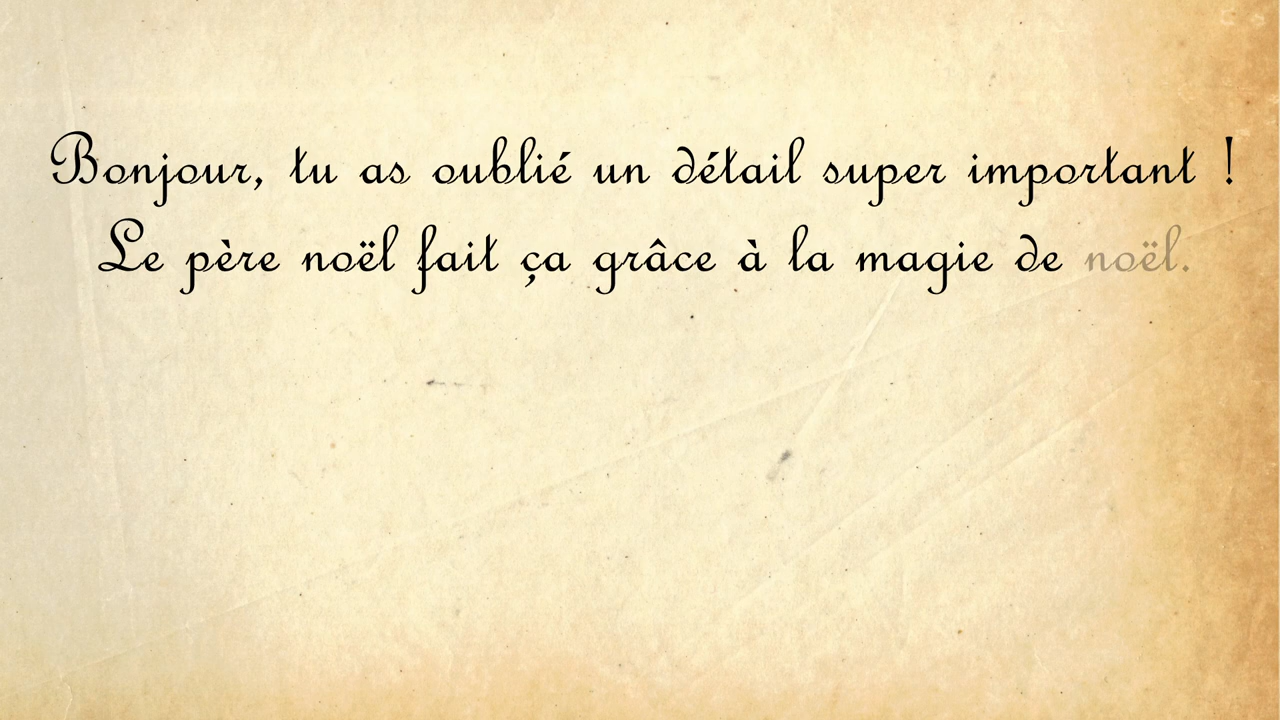 Bonjour, tu as oublié un détail super important !
Le père noël fait ça grâce à la magie de noël.